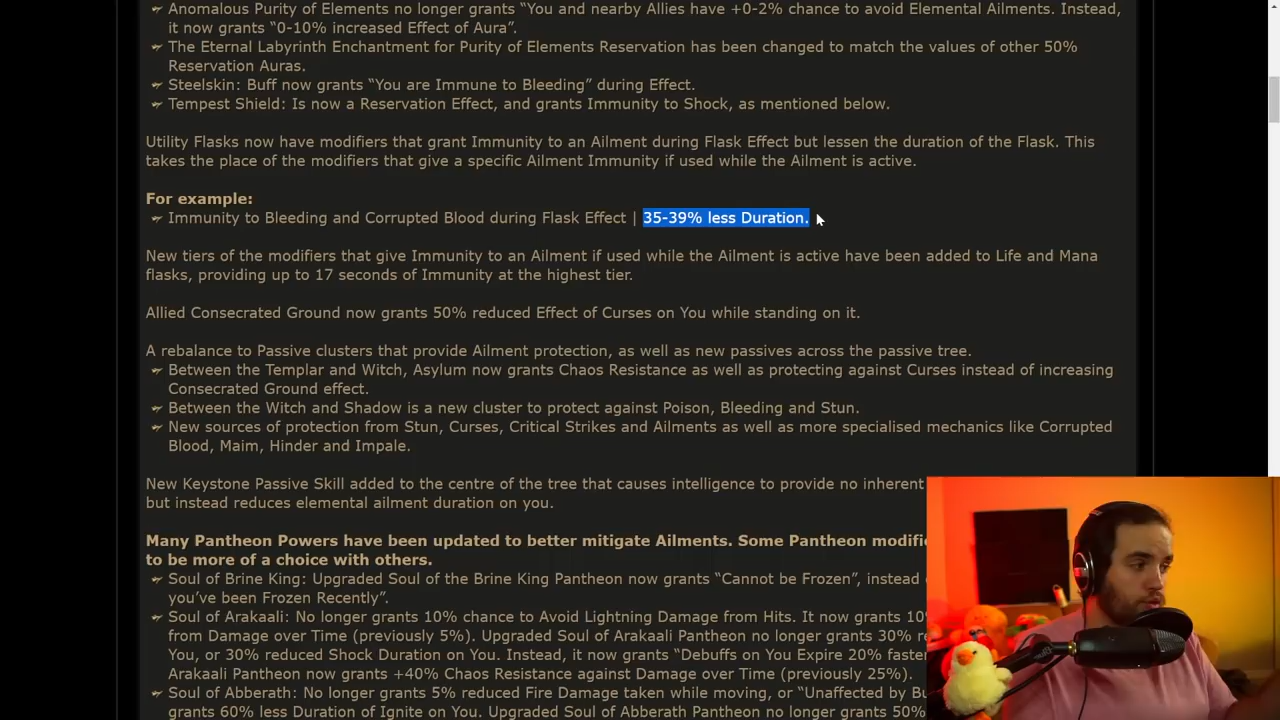 Anomalous Purity of Elements no longer grants “You and nearby Allies have +0-2% chance to avoid Elemental Ailments. Instead,
it now grants “0-10% increased Effect of Aura”.
The Eternal Labyrinth Enchantment for Purity of Elements Reservation has been changed to match the values of other 50%
Reservation Auras.
Steelskin: Buff now grants “You are Immune to Bleeding” during Effect.
Tempest Shield: Is now a Reservation Effect, and grants Immunity to Shock, as mentioned below.
Utility Flasks now have modifiers that grant Immunity to an Ailment during Flask Effect but lessen the duration of the Flask. This
takes the place of the modifiers that give a specific Ailment Immunity if used while the Ailment is active.
For example:
Immunity to Bleeding and Corrupted Blood during Flask Effect | 35-39% less Duration.
New tiers of the modifiers that give Immunity to an Ailment if used while the Ailment is active have been added to Life and Mana
flasks, providing up to 17 seconds of Immunity at the highest tier.
Allied Consecrated Ground now grants 50% reduced Effect of Curses on You while standing on it.
A rebalance to Passive clusters that provide Ailment protection, as well as new passives across the passive tree.
Between the Templar and Witch, Asylum now grants Chaos Resistance as well as protecting against Curses instead of increasing
Consecrated Ground effect.
Between the Witch and Shadow is a new cluster to protect against Poison, Bleeding and Stun.
New sources of protection from Stun, Curses, Critical Strikes and Ailments as well as more specialised mechanics like Corrupted
Blood, Maim, Hinder and Impale.
New Keystone Passive Skill added to the centre of the tree that causes intelligence to provide no inherent
but instead reduces elemental ailment duration on you.
Many Pantheon Powers have been updated to better mitigate Ailments. Some Pantheon modifi
to be more of a choice with others.
Soul of Brine King: Upgraded Soul of the Brine King Pantheon now grants “Cannot be Frozen”, instead
you’ve been Frozen Recently”.
Soul of Arakaali: No longer grants 10% chance to Avoid Lightning Damage from Hits. It now grants 10
from Damage over Time (previously 5%). Upgraded Soul of Arakaali Pantheon no longer grants 30% re
You, or 30% reduced Shock Duration on You. Instead, it now grants “Debuffs on You Expire 20% faster
Arakaali Pantheon now grants +40% Chaos Resistance against Damage over Time (previously 25%).
Soul of Abberath: No longer grants 5% reduced Fire Damage taken while moving, or “Unaffected by Bu
grants 60% less Duration of Ignite on You. Upgraded Soul of Abberath Pantheon now grants 50%